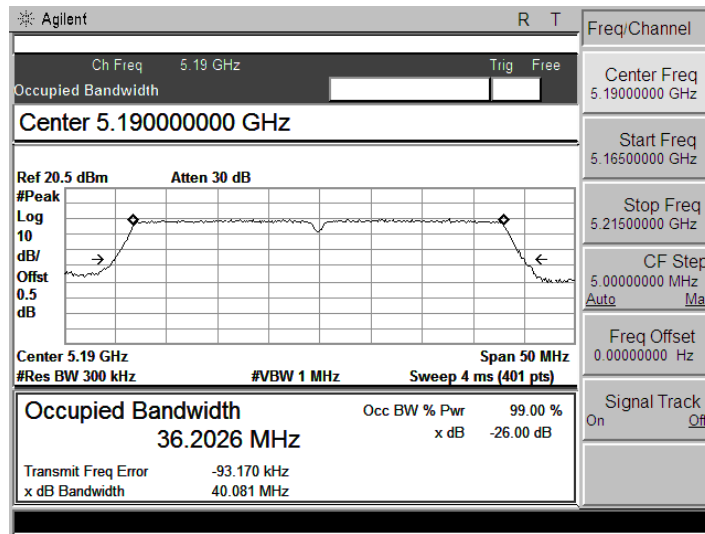 Agilent
R T
Ch Freq 5.19 GHz Trig Free
Occupied Bandwidth
Center 5.190000000 GHz
Ref 20.5 dBm Atten 30 dB
#Peak
Log
10
dB/
Offst
0.5
dB
Center 5.19 GHz Span 50 MHz
#Res BW 300 kHz #VBW 1 MHz Sweep 4 ms (401 pts)
Occupied Bandwidth
36.2026 MHz
Occ BW % Pwr 99.00 %
x dB -26.00 dB
Transmit Freq Error -93.170 kHz
x dB Bandwidth 40.081 MHz
Freq/Channel
Center Freq
5.19000000 GHz
Start Freq
5.16500000 GHz
Stop Freq
5.21500000 GHz
CF Step
5.00000000 MHz
Auto Ma
Freq Offset
0.00000000 Hz
Signal Track
On Off